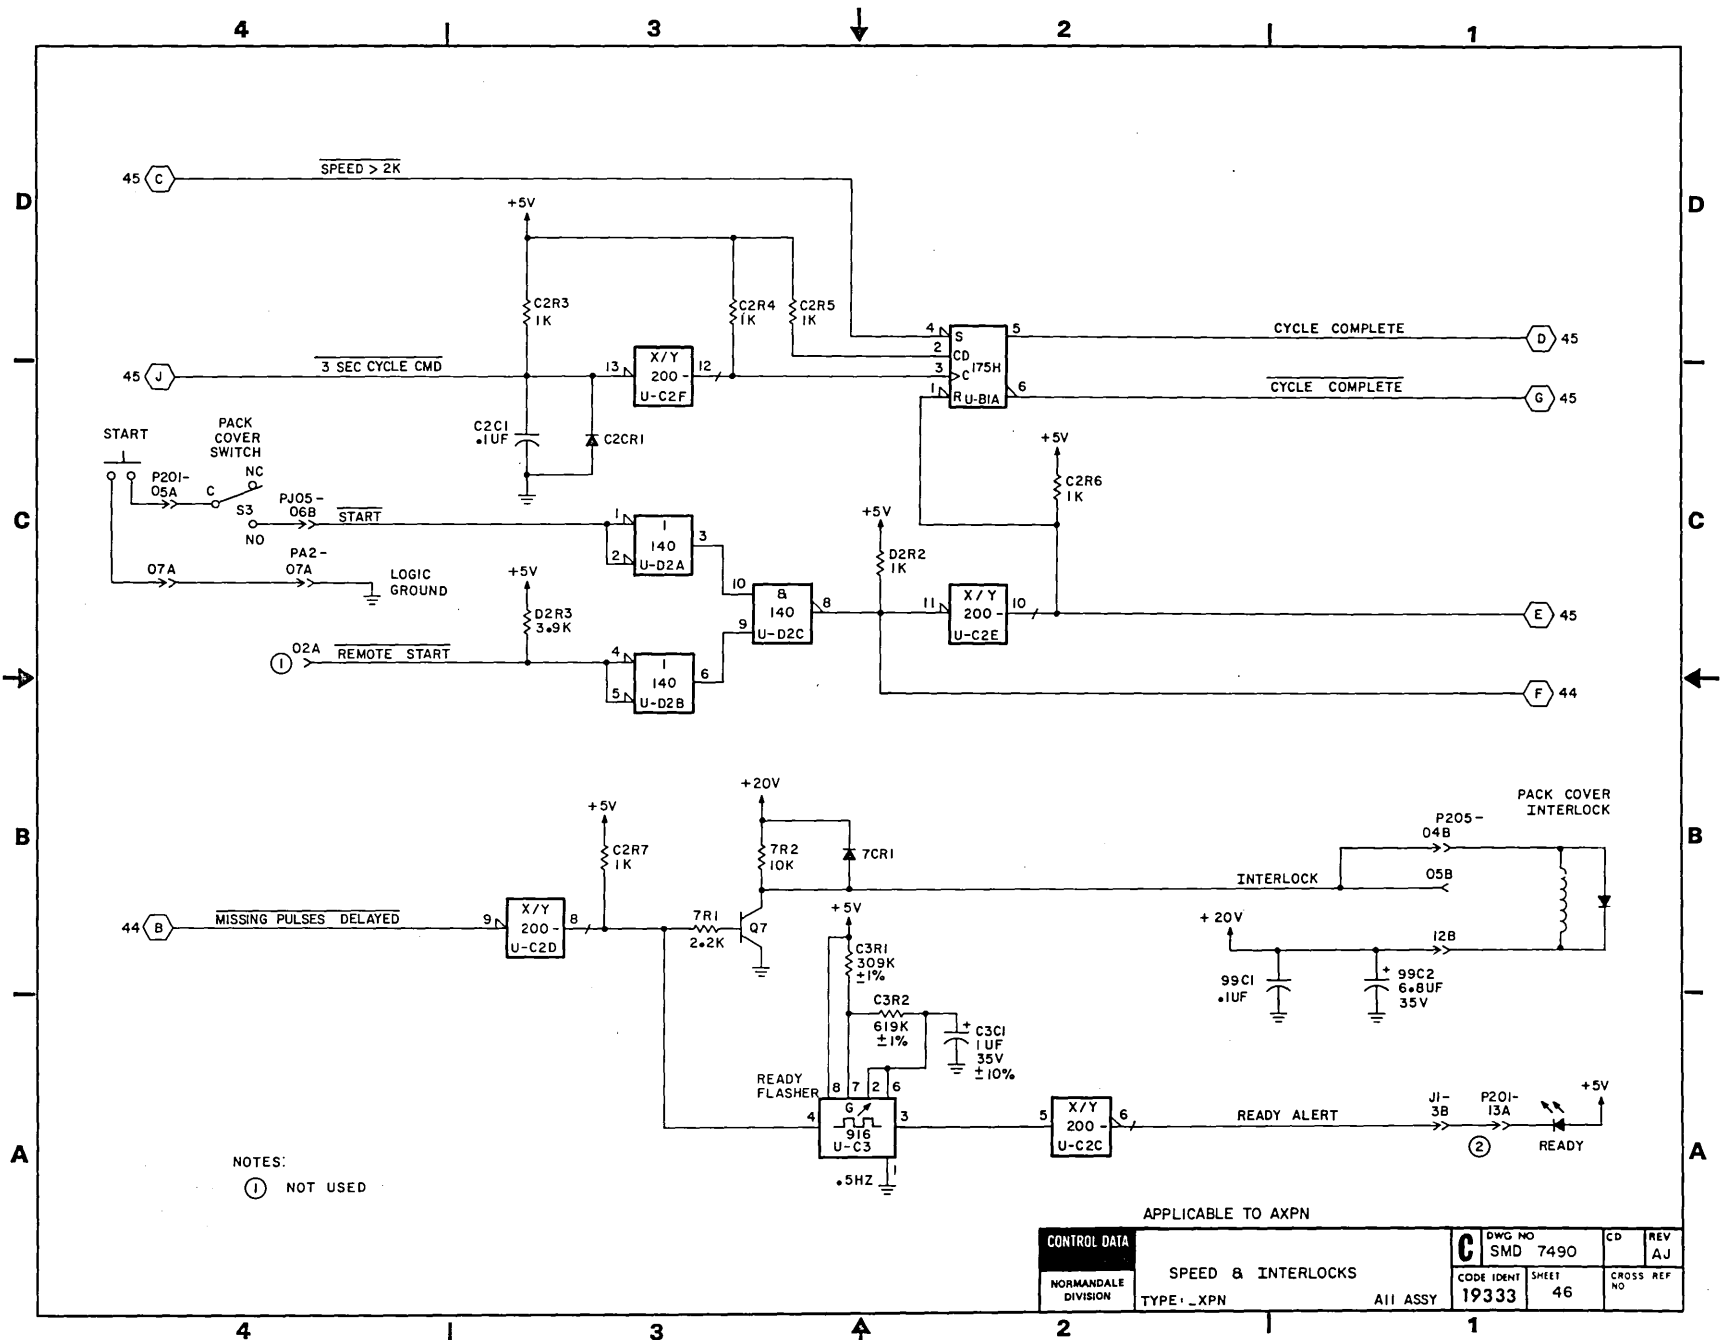 4 3 2 1
45 C
SPEED > 2K
D
D
+5V
C2R3
1K
C2R4
1K
C2R5
1K
4 S 5
CYCLE COMPLETE
D 45
2 CD
3 C 175H
1 R U-B1A 6
CYCLE COMPLETE
G 45
45 J
3 SEC CYCLE CMD
X/Y
13 200- 12
U-C2F
C2C1
.1UF
C2CR1
START
PACK
COVER
SWITCH
NC
P201-
05A
C
S3
NO
PJ05-
06B
START
+5V
C2R6
1K
C
C
1 1 3
140
2 U-D2A
+5V
D2R2
1K
07A
PA2-
07A
LOGIC
GROUND
+5V
D2R3
3.9K
10 & 8
140
9 U-D2C
X/Y
11 200- 10
U-C2E
E 45
1 02A
REMOTE START
4 1 6
140
5 U-D2B
F 44
+20V
+5V
C2R7
1K
7R2
10K
7CR1
PACK COVER
INTERLOCK
P205-
04B
B
B
INTERLOCK
05B
44 B
MISSING PULSES DELAYED
X/Y
9 200- 8
U-C2D
7R1
2.2K
Q7
+5V
C3R1
309K
±1%
+20V
12B
99C1
.1UF
+
99C2
6.8UF
35V
C3R2
619K
±1%
+
C3C1
1UF
35V
±10%
READY
FLASHER
8 7 2 6
4 G 3
916
U-C3
1
.5HZ
X/Y
5 200- 6
U-C2C
READY ALERT
J1-
3B
P201-
13A
+5V
2
READY
A
A
NOTES:
1 NOT USED
APPLICABLE TO AXPN
CONTROL DATA
NORMANDALE
DIVISION
SPEED & INTERLOCKS
TYPE: _XPN
A11 ASSY
C
DWG NO
SMD 7490
CD
REV
AJ
CODE IDENT
19333
SHEET
46
CROSS REF
NO
4 3 2 1